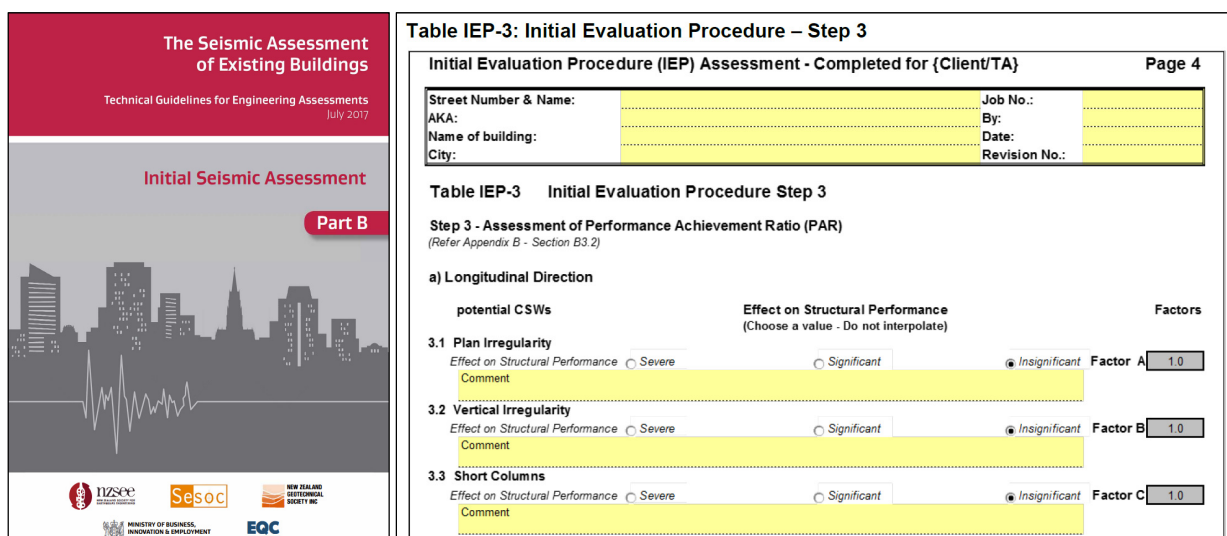 The Seismic Assessment
of Existing Buildings
Technical Guidelines for Engineering Assessments
July 2017
Initial Seismic Assessment
Part B
nzsee
NEW ZEALAND SOCIETY FOR
EARTHQUAKE ENGINEERING
Sesoc
NEW ZEALAND
GEOTECHNICAL
SOCIETY INC
MINISTRY OF BUSINESS,
INNOVATION & EMPLOYMENT
EQC
Table IEP-3: Initial Evaluation Procedure – Step 3
Initial Evaluation Procedure (IEP) Assessment - Completed for {Client/TA} Page 4
Street Number & Name: Job No.:
AKA: By:
Name of building: Date:
City: Revision No.:
Table IEP-3 Initial Evaluation Procedure Step 3
Step 3 - Assessment of Performance Achievement Ratio (PAR)
(Refer Appendix B - Section B3.2)
a) Longitudinal Direction
potential CSWs Effect on Structural Performance Factors
(Choose a value - Do not interpolate)
3.1 Plan Irregularity
Effect on Structural Performance Severe Significant Insignificant Factor A 1.0
Comment
3.2 Vertical Irregularity
Effect on Structural Performance Severe Significant Insignificant Factor B 1.0
Comment
3.3 Short Columns
Effect on Structural Performance Severe Significant Insignificant Factor C 1.0
Comment